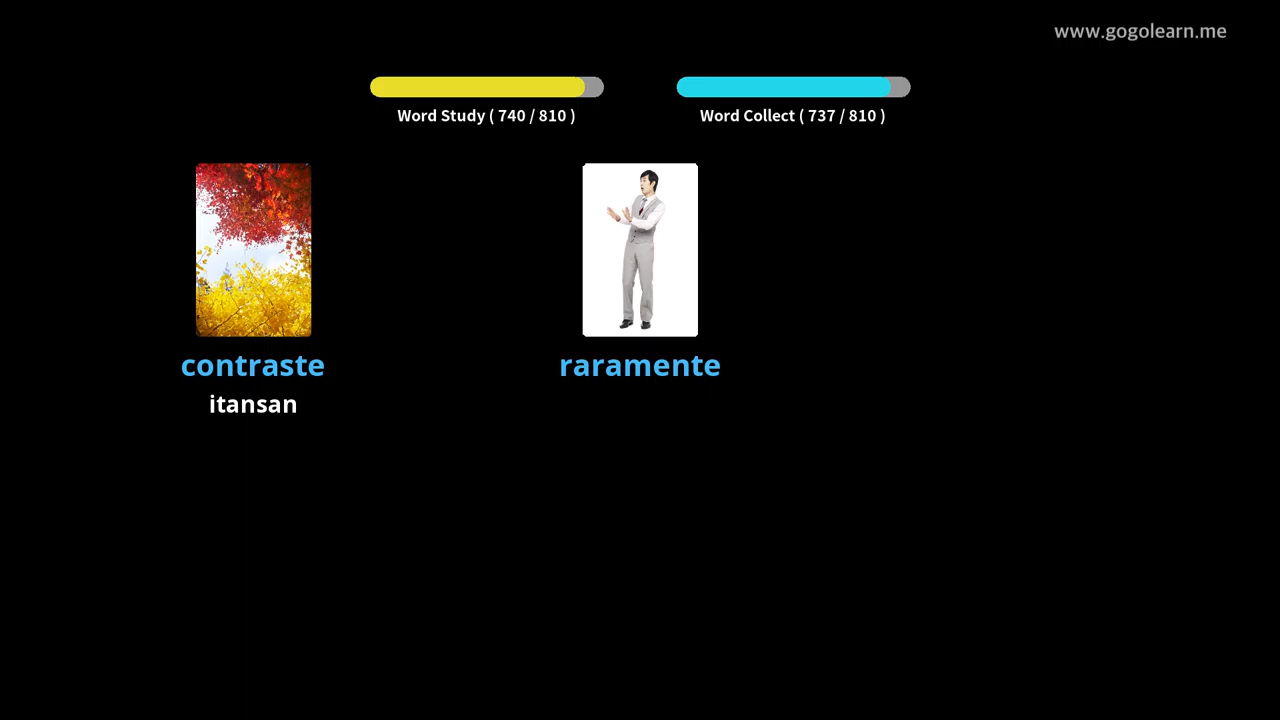 www.gogolearn.me
Word Study ( 740 / 810 )
Word Collect ( 737 / 810 )
contraste
itansan
raramente